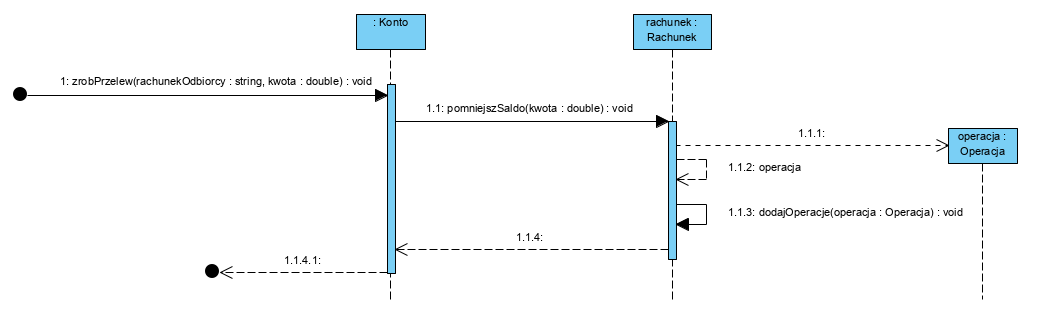 : Konto
rachunek :
Rachunek
1: zrobPrzelew(rachunekOdbiorcy : string, kwota : double) : void
1.1: pomniejszSaldo(kwota : double) : void
1.1.1:
operacja :
Operacja
1.1.2: operacja
1.1.3: dodajOperacje(operacja : Operacja) : void
1.1.4:
1.1.4.1: